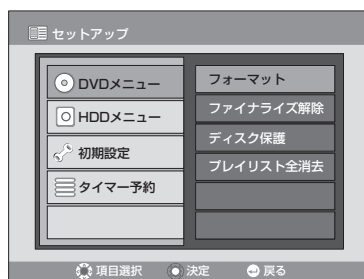 セットアップ
DVDメニュー
HDDメニュー
初期設定
タイマー予約
フォーマット
ファイナライズ解除
ディスク保護
プレイリスト全消去
項目選択 決定 戻る